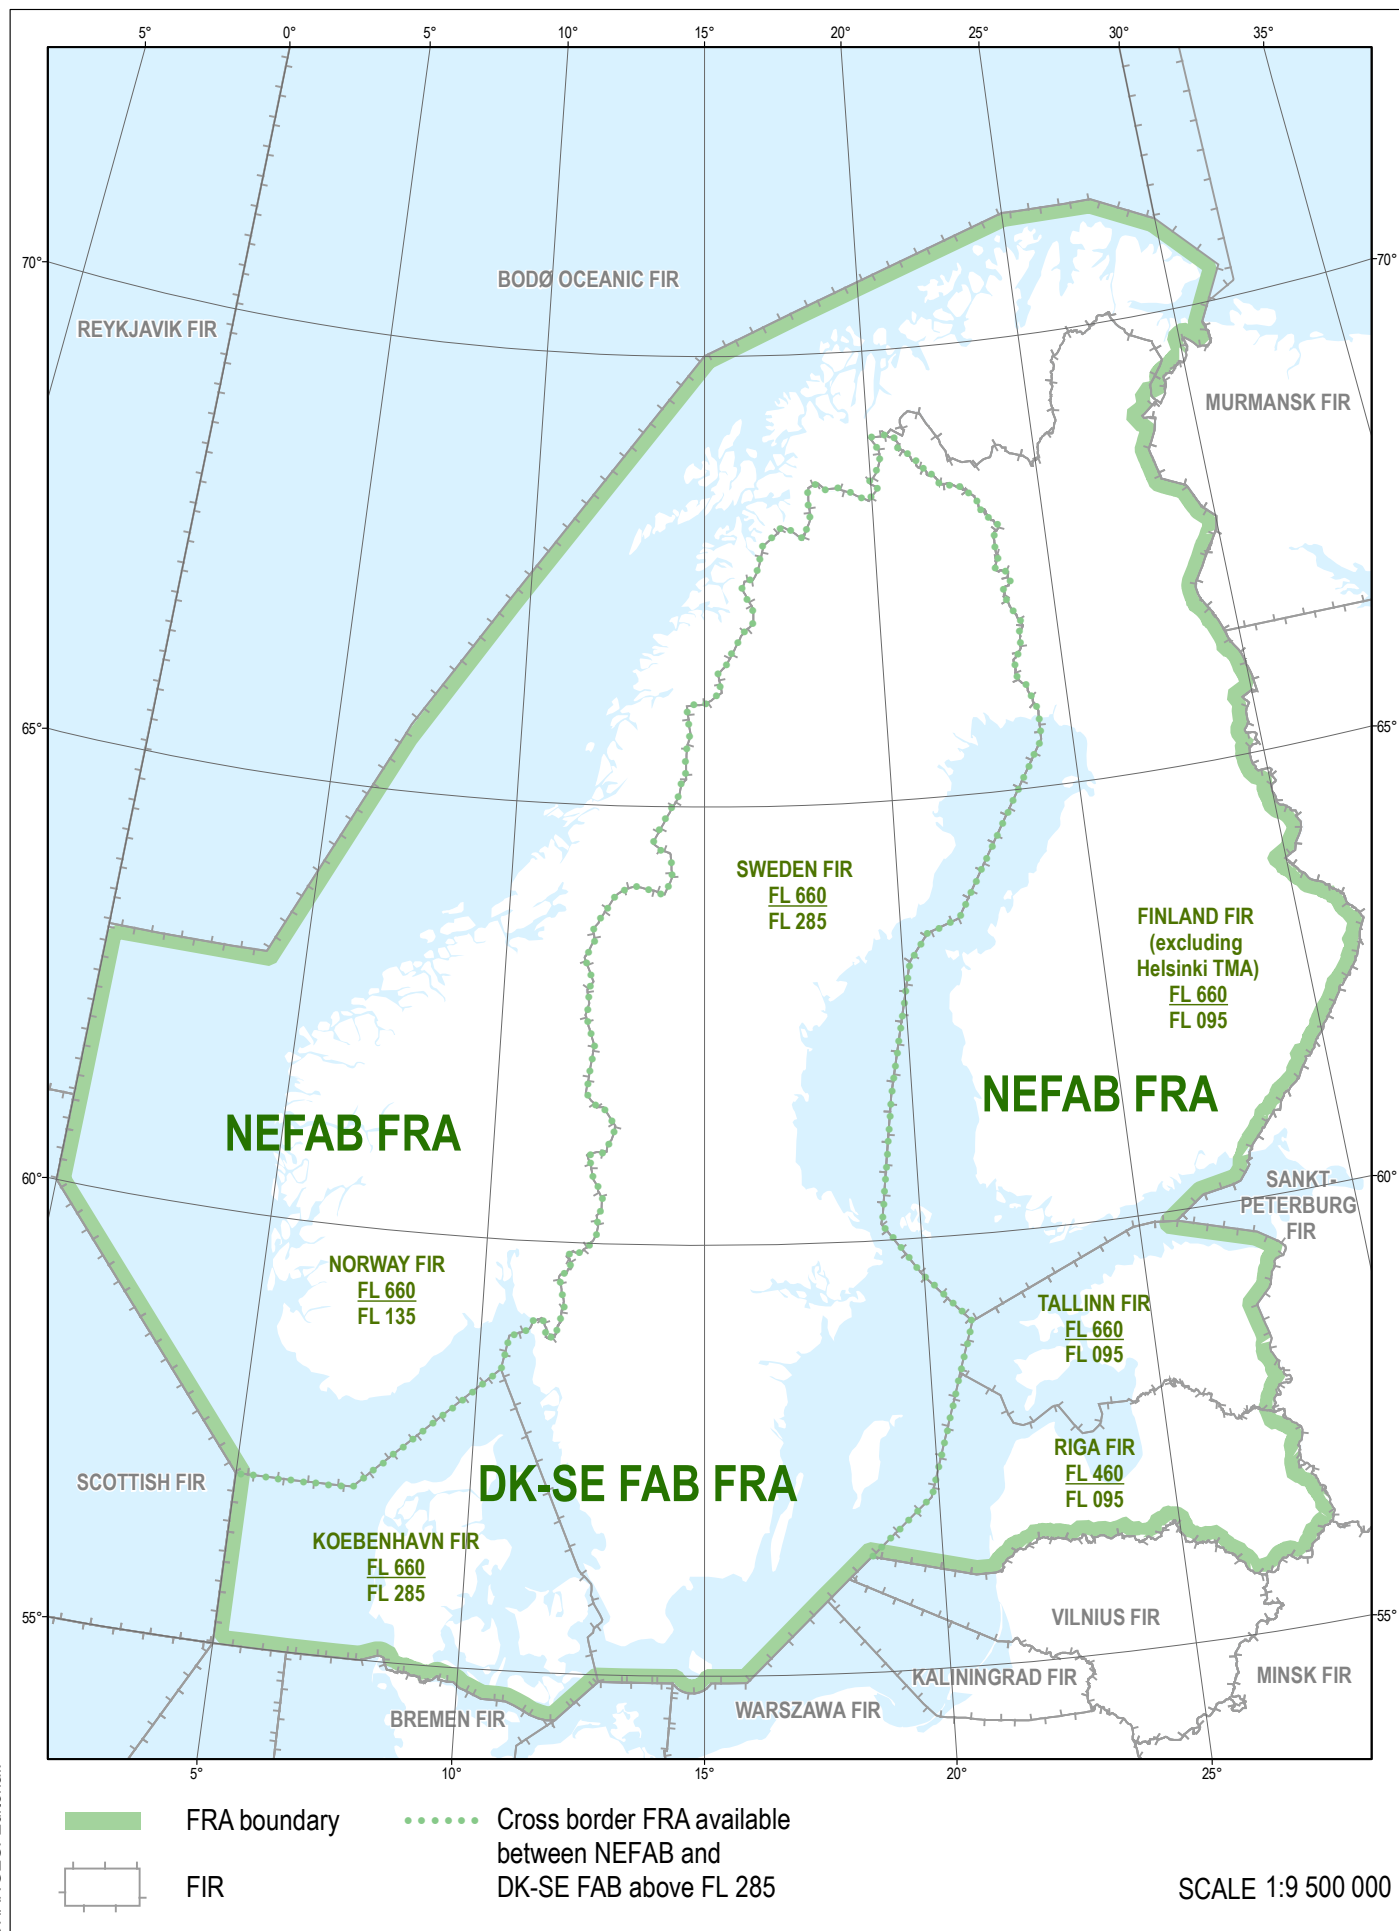 5° 0° 5° 10° 15° 20° 25° 30° 35°
70° 70°
BODØ OCEANIC FIR
REYKJAVIK FIR
MURMANSK FIR
65° 65°
SWEDEN FIR
FL 660
FL 285
FINLAND FIR
(excluding
Helsinki TMA)
FL 660
FL 095
NEFAB FRA
NEFAB FRA
60° 60°
SANKT-
PETERBURG
FIR
NORWAY FIR
FL 660
FL 135
TALLINN FIR
FL 660
FL 095
RIGA FIR
FL 460
FL 095
SCOTTISH FIR
DK-SE FAB FRA
KOEBENHAVN FIR
FL 660
FL 285
55° 55°
VILNIUS FIR
KALININGRAD FIR
MINSK FIR
WARSZAWA FIR
BREMEN FIR
5° 10° 15° 20° 25°
FRA boundary
FIR
Cross border FRA available
between NEFAB and
DK-SE FAB above FL 285
SCALE 1:9 500 000